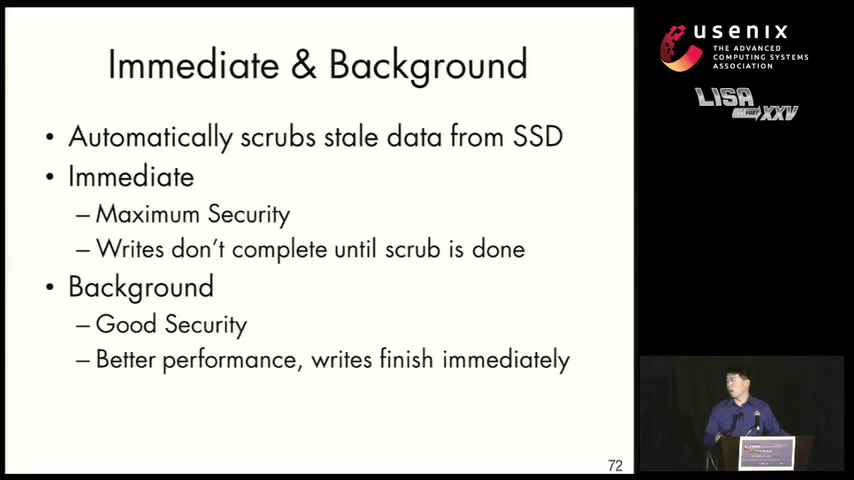 Immediate & Background
• Automatically scrubs stale data from SSD
• Immediate
– Maximum Security
– Writes don't complete until scrub is done
• Background
– Good Security
– Better performance, writes finish immediately
72
usenix
THE ADVANCED
COMPUTING SYSTEMS
ASSOCIATION
LISA
XXV